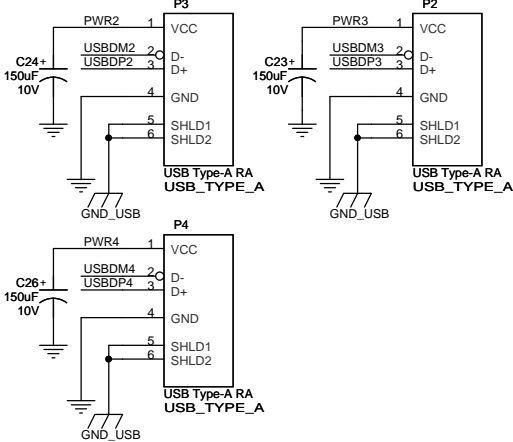 P3
PWR2 1 VCC
C24+
150uF
10V
USBDM2 2 D-
USBDP2 3 D+
4 GND
5 SHLD1
6 SHLD2
USB Type-A RA
USB_TYPE_A
GND_USB
P2
PWR3 1 VCC
C23+
150uF
10V
USBDM3 2 D-
USBDP3 3 D+
4 GND
5 SHLD1
6 SHLD2
USB Type-A RA
USB_TYPE_A
GND_USB
P4
PWR4 1 VCC
C26+
150uF
10V
USBDM4 2 D-
USBDP4 3 D+
4 GND
5 SHLD1
6 SHLD2
USB Type-A RA
USB_TYPE_A
GND_USB